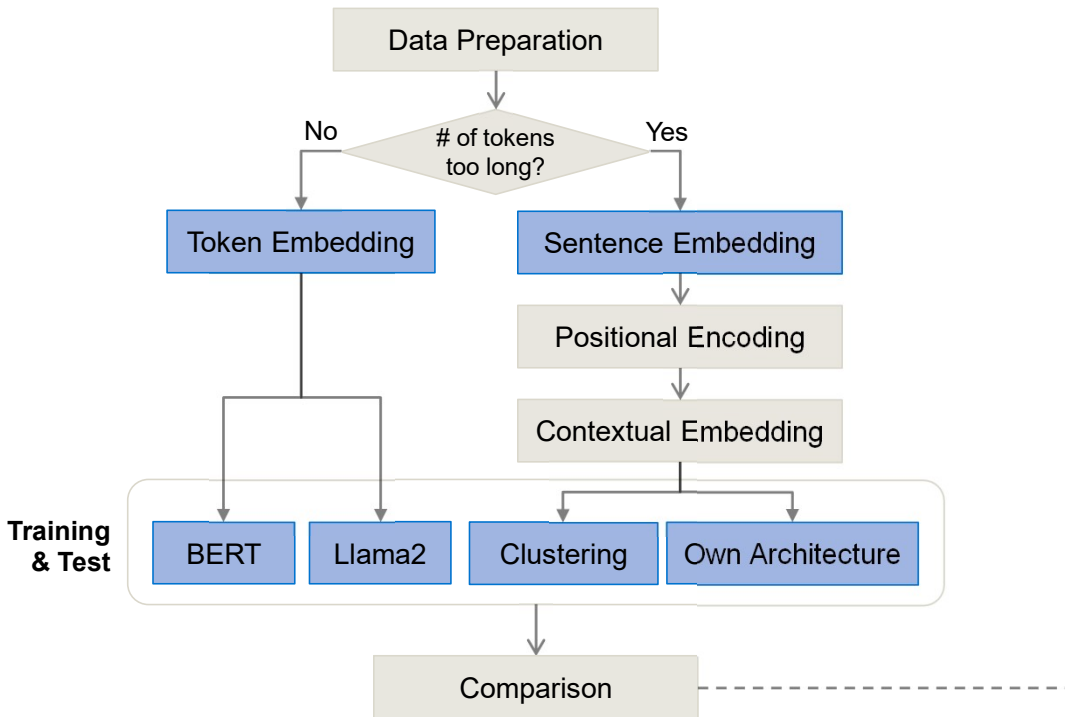 Data Preparation
No
# of tokens
too long?
Yes
Token Embedding
Sentence Embedding
Positional Encoding
Contextual Embedding
Training
& Test
BERT
Llama2
Clustering
Own Architecture
Comparison